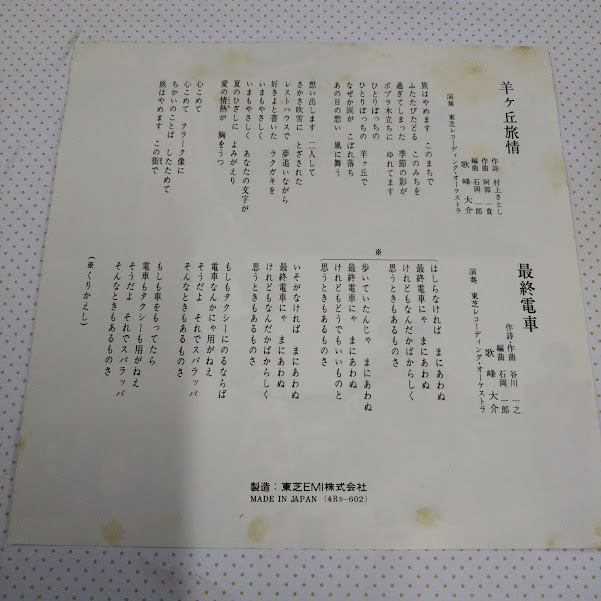 羊ヶ丘旅情
作詩 村上さとし
作曲 阿部一貴
編曲 石岡一郎
歌 峰大介
演奏 東芝レコーディング・オーケストラ
旅はやめます このまちで
ふたたびたどる このみちを
過ぎてしまった 季節の影が
ポプラ木立ちに ゆれてます
ひとりぼっちの
ひとりぼっちの 羊ヶ丘で
なぜか涙が こぼれ落ち
あの日の想い 風に舞う
想い出します 二人して
さかさ吹雪に とざされた
レストハウスで 夢追いながら
好きよと書いた ラクガキを
いまもやさしく
いまもやさしく あなたの文字が
夏のひざしに よみがえり
愛の情熱が 胸をうつ
心こめて
心こめて クラーク像に
ちかいのことば したためて
旅はやめます この街で
最終電車
作詩・作曲 谷川一之
編曲 石岡一郎
歌 峰大介
演奏 東芝レコーディング・オーケストラ
※
はしらなければ まにあわぬ
最終電車にゃ まにあわぬ
けれどもなんだかばからしく
思うときもあるものさ
歩いていたんじゃ まにあわぬ
最終電車にゃ まにあわぬ
けれどもどうでもいいものと
思うときもあるものさ
いそがなければ まにあわぬ
最終電車にゃ まにあわぬ
けれどもなんだかばからしく
思うときもあるものさ
もしもタクシーにのるならば
電車なんかにゃ用がねえ
そうだよ それでスバラッパ
そんなときもあるものさ
もしも車をもってたら
電車もタクシーも用がねえ
そうだよ それでスバラッパ
そんなときもあるものさ
(※くりかえし)
製造：東芝EMI株式会社
MADE IN JAPAN (4RS-602)